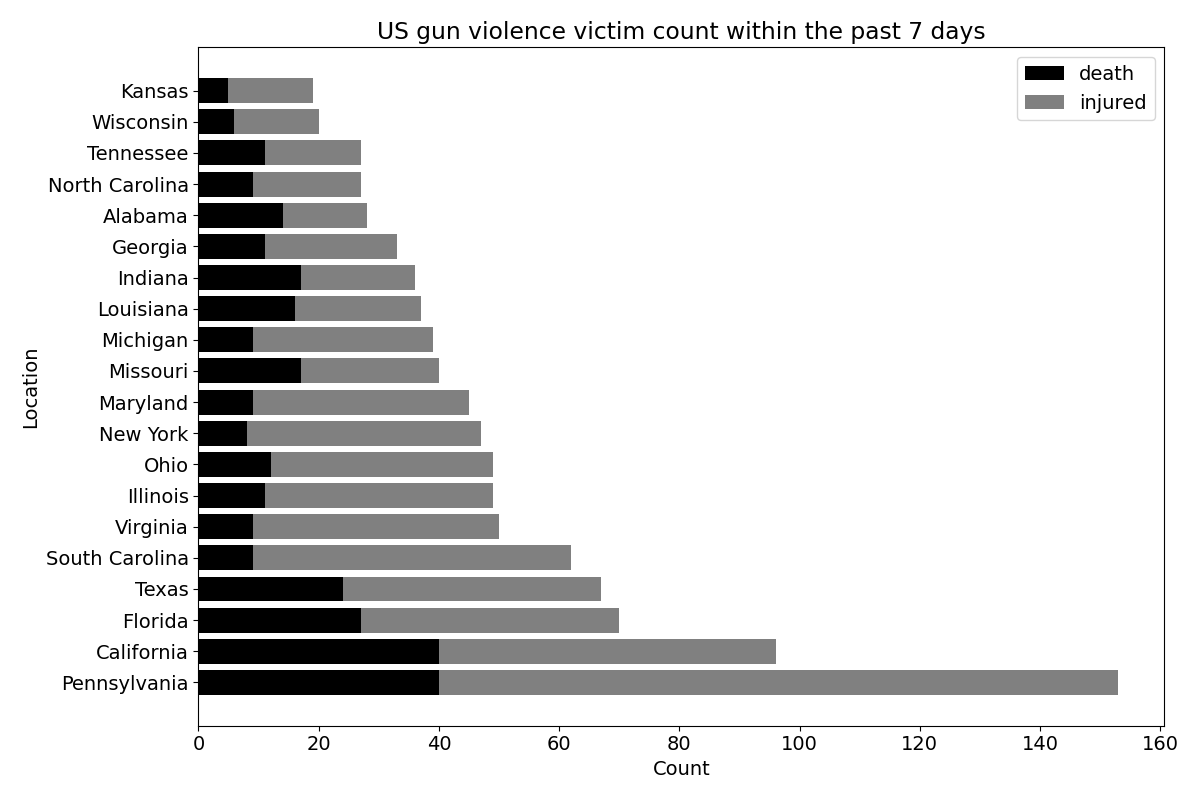 US gun violence victim count within the past 7 days
death
injured
Kansas
Wisconsin
Tennessee
North Carolina
Alabama
Georgia
Indiana
Louisiana
Michigan
Missouri
Maryland
New York
Ohio
Illinois
Virginia
South Carolina
Texas
Florida
California
Pennsylvania
Location
0 20 40 60 80 100 120 140 160
Count